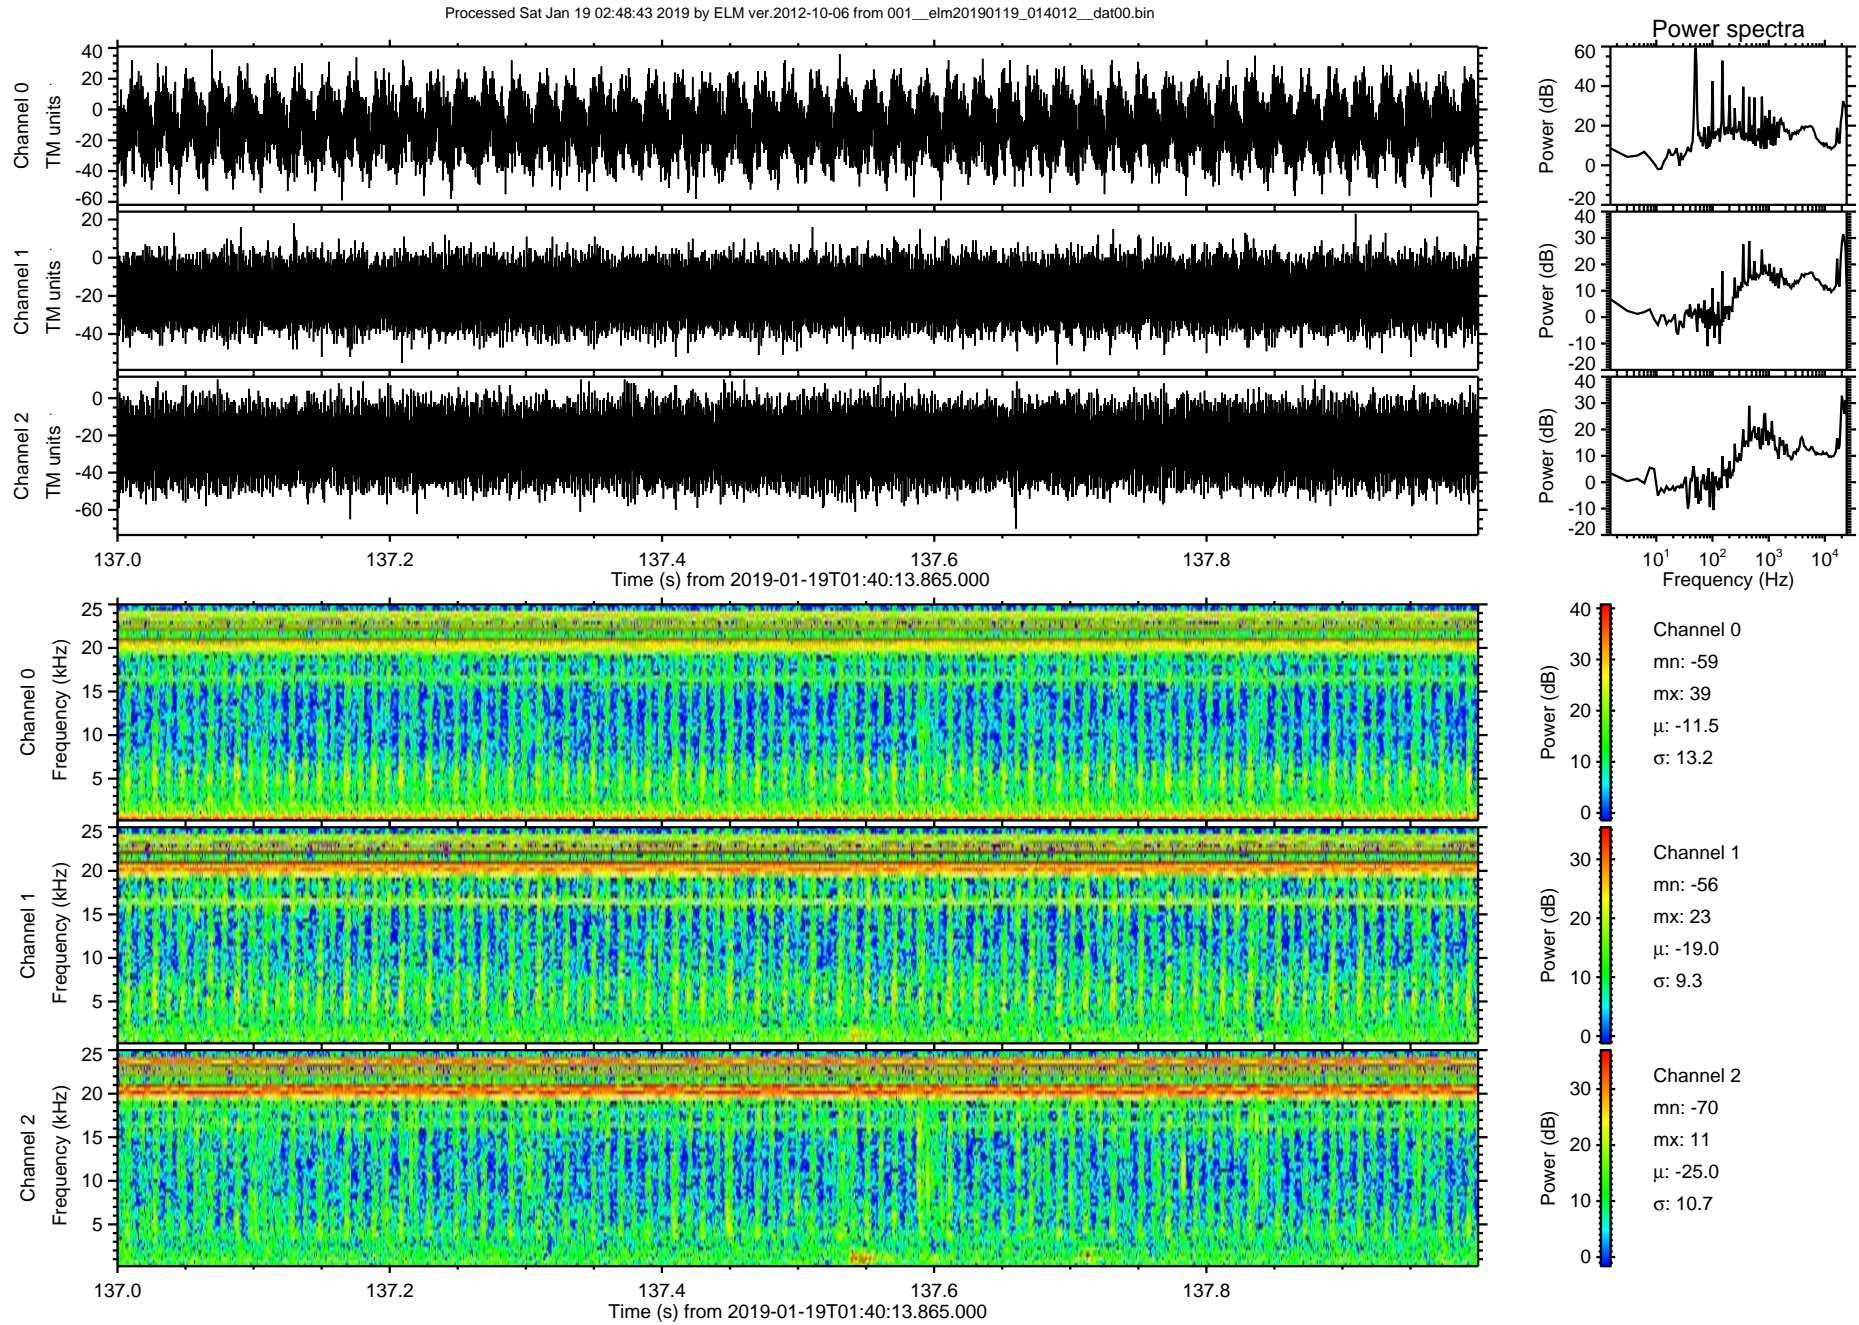 Processed Sat Jan 19 02:48:43 2019 by ELM ver.2012-10-06 from 001__elm20190119_014012__dat00.bin
Power spectra
Channel 0
TM units
40
20
0
-20
-40
-60
Power (dB)
60
40
20
0
-20
Channel 1
TM units
20
0
-20
-40
Power (dB)
40
30
20
10
0
-10
-20
Channel 2
TM units
0
-20
-40
-60
Power (dB)
40
30
20
10
0
-10
-20
137.0 137.2 137.4 137.6 137.8
Time (s) from 2019-01-19T01:40:13.865.000
10¹ 10² 10³ 10⁴
Frequency (Hz)
Channel 0
Frequency (kHz)
25
20
15
10
5
Power (dB)
40
30
20
10
0
Channel 0
mn: -59
mx: 39
μ: -11.5
σ: 13.2
Channel 1
Frequency (kHz)
25
20
15
10
5
Power (dB)
30
20
10
0
Channel 1
mn: -56
mx: 23
μ: -19.0
σ: 9.3
Channel 2
Frequency (kHz)
25
20
15
10
5
Power (dB)
30
20
10
0
Channel 2
mn: -70
mx: 11
μ: -25.0
σ: 10.7
137.0 137.2 137.4 137.6 137.8
Time (s) from 2019-01-19T01:40:13.865.000